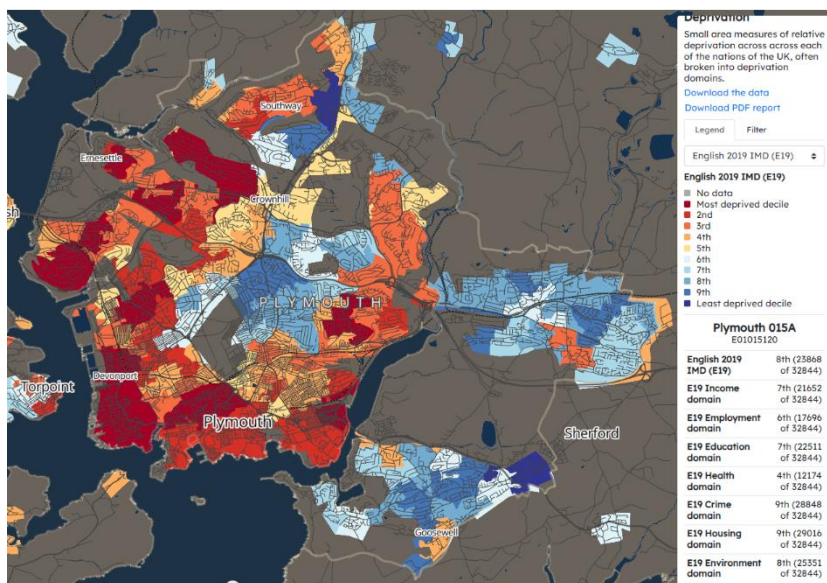 Deprivation
Small area measures of relative
deprivation across across each
of the nations of the UK, often
broken into deprivation
domains.
Download the data
Download PDF report
Legend Filter
English 2019 IMD (E19)
English 2019 IMD (E19)
No data
Most deprived decile
2nd
3rd
4th
5th
6th
7th
8th
9th
Least deprived decile
Plymouth 015A
E01015120
English 2019 8th (23868
IMD (E19) of 32844)
E19 Income 7th (21652
domain of 32844)
E19 Employment 6th (17696
domain of 32844)
E19 Education 7th (22511
domain of 32844)
E19 Health 4th (12174
domain of 32844)
E19 Crime 9th (28848
domain of 32844)
E19 Housing 9th (29016
domain of 32844)
E19 Environment 8th (25351
domain of 32844)
Southway
Ernesettle
Crownhill
sh
PLYMOUTH
Devonport
Torpoint
Plymouth
Sherford
Goosewell